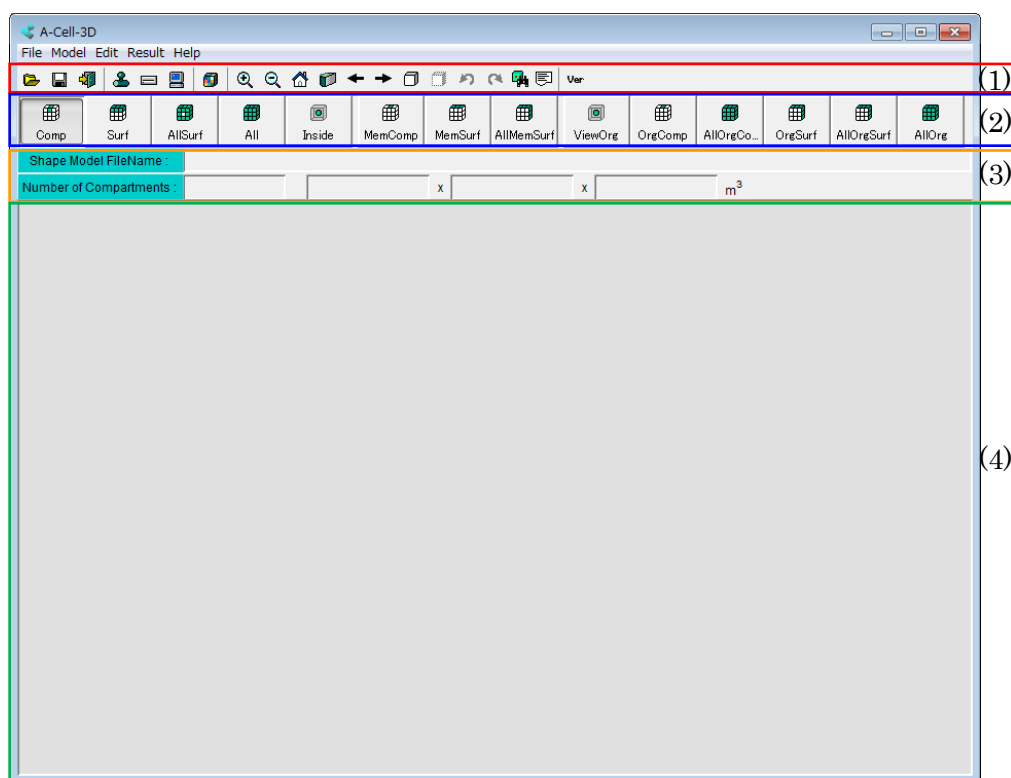 A-Cell-3D
File Model Edit Result Help
Ver (1)
Comp Surf AllSurf All Inside MemComp MemSurf AllMemSurf ViewOrg OrgComp AllOrgCo... OrgSurf AllOrgSurf AllOrg (2)
Shape Model FileName : (3)
Number of Compartments : x x m³
(4)